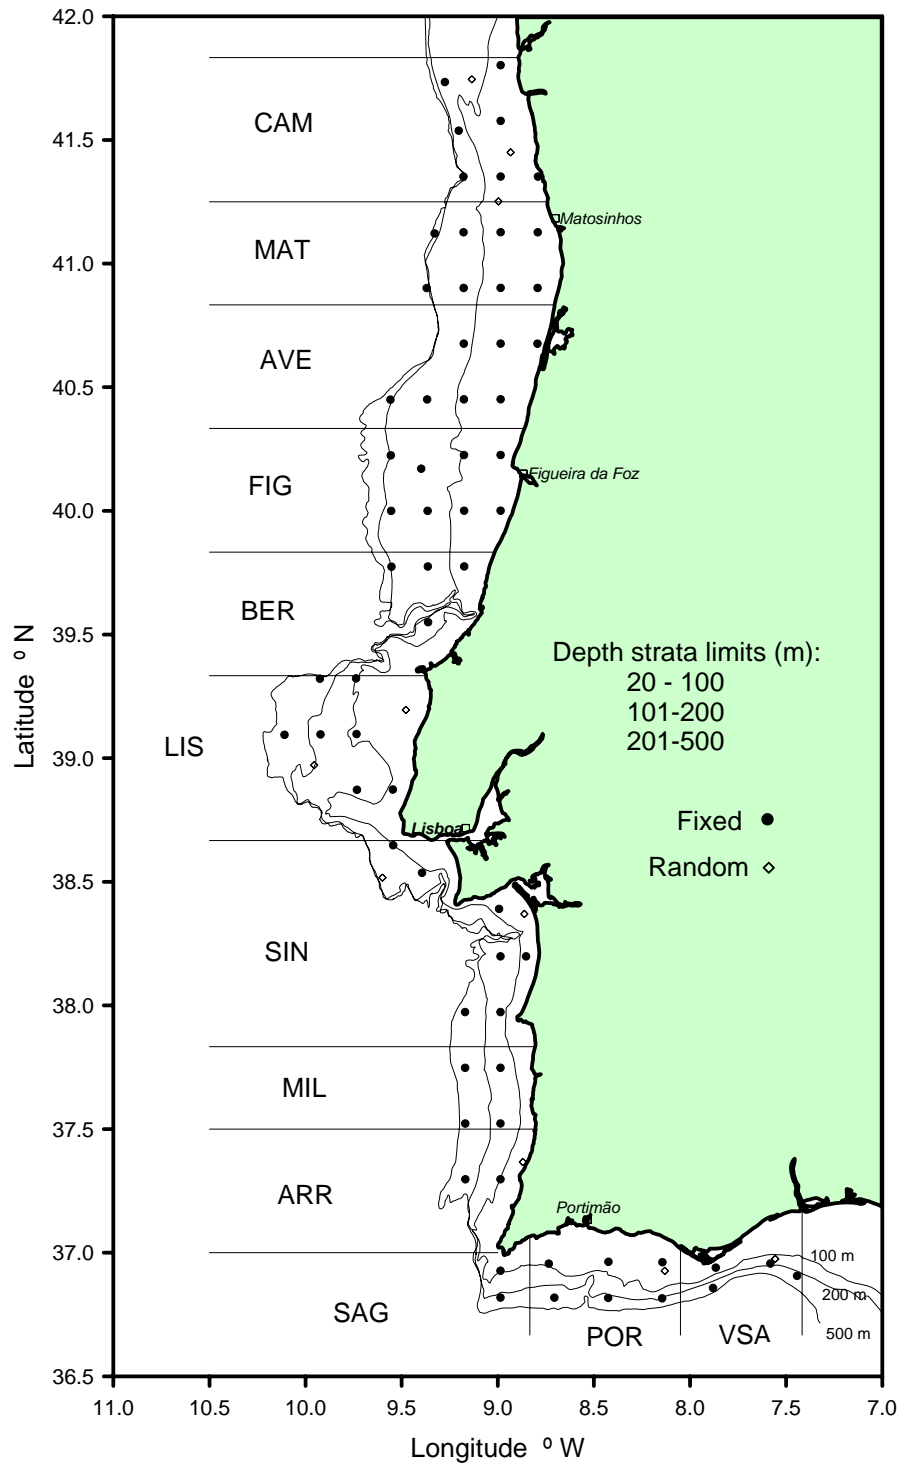 42.0
CAM
41.5
Matosinhos
MAT
41.0
AVE
40.5
Figueira da Foz
FIG
40.0
BER
39.5
Latitude º N
Depth strata limits (m):
20 - 100
101-200
201-500
LIS
39.0
Fixed
Lisboa
Random
38.5
SIN
38.0
MIL
37.5
ARR
Portimão
37.0
100 m
200 m
500 m
SAG
POR
VSA
36.5
11.0 10.5 10.0 9.5 9.0 8.5 8.0 7.5 7.0
Longitude º W